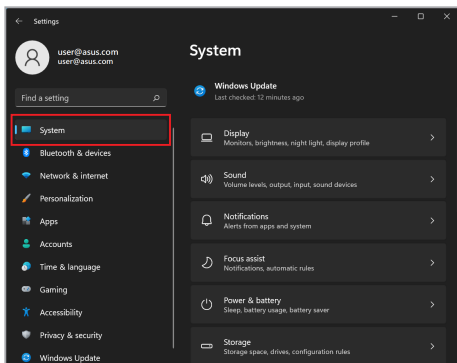 Settings
user@asus.com
user@asus.com
Find a setting
System
Bluetooth & devices
Network & internet
Personalization
Apps
Accounts
Time & language
Gaming
Accessibility
Privacy & security
Windows Update
System
Windows Update
Last checked: 12 minutes ago
Display
Monitors, brightness, night light, display profile
Sound
Volume levels, output, input, sound devices
Notifications
Alerts from apps and system
Focus assist
Notifications, automatic rules
Power & battery
Sleep, battery usage, battery saver
Storage
Storage space, drives, configuration rules